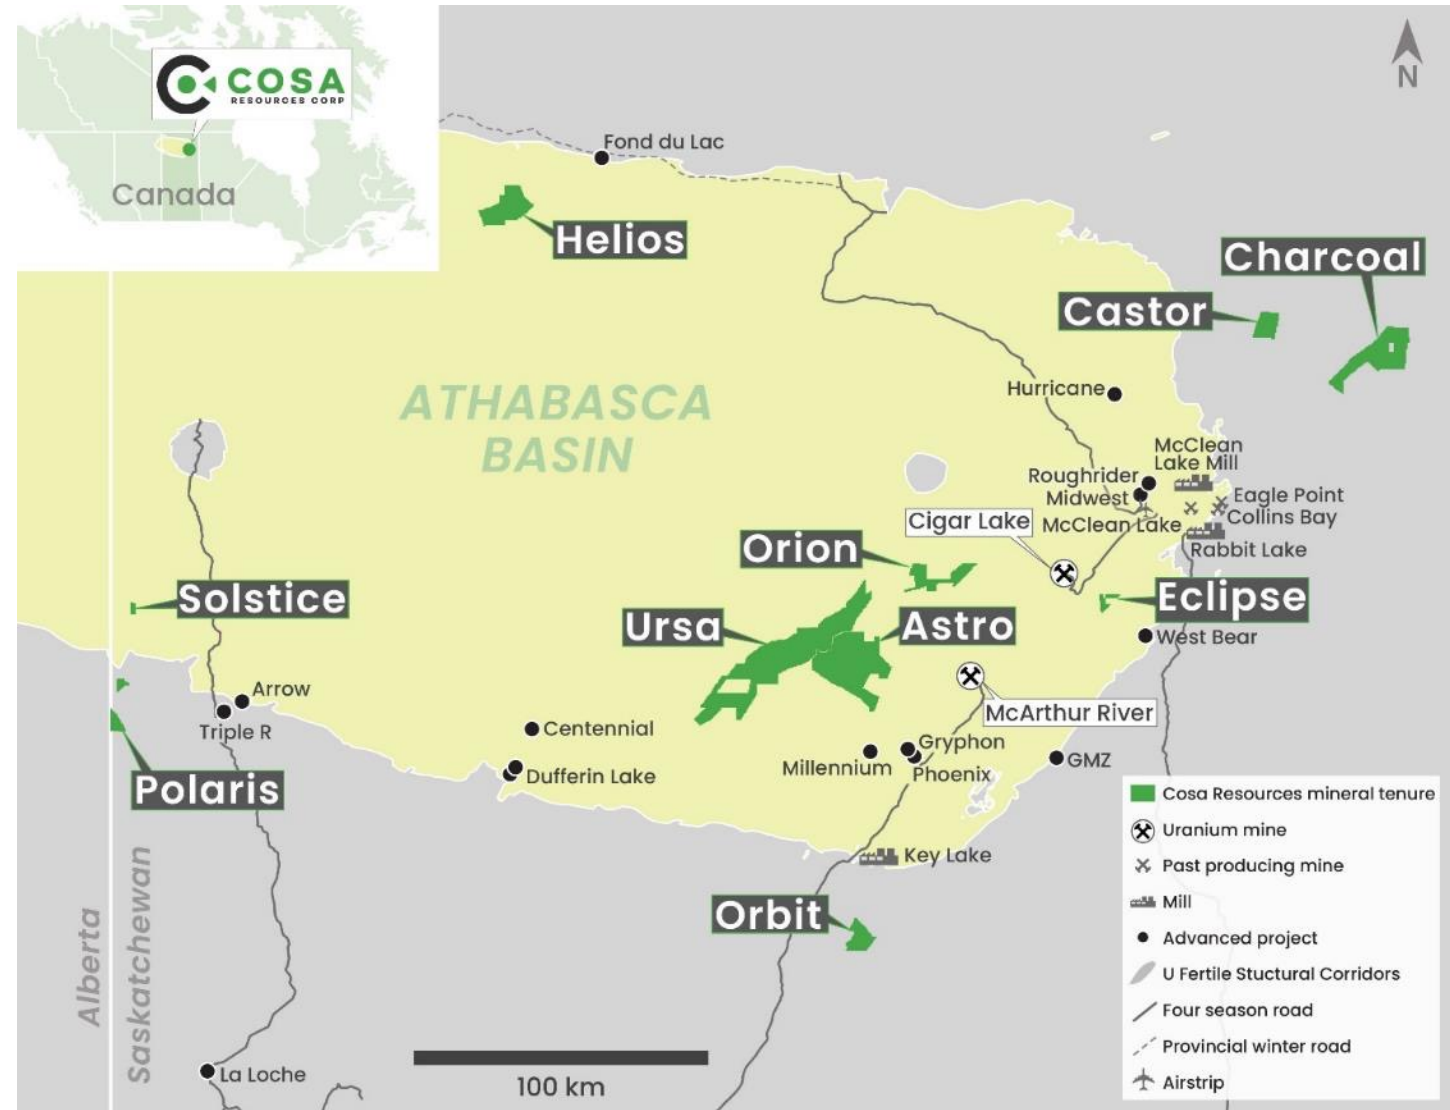 COSA
RESOURCES CORP
Canada
N
Fond du Lac
Helios
Charcoal
Castor
ATHABASCA
BASIN
Hurricane
McClean
Lake Mill
Roughrider
Midwest
Eagle Point
Cigar Lake
McClean Lake
Collins Bay
Orion
Rabbit Lake
Solstice
Eclipse
Ursa
Astro
West Bear
Arrow
McArthur River
Triple R
Centennial
Gryphon
Millennium
GMZ
Dufferin Lake
Phoenix
Polaris
Key Lake
Orbit
Alberta
Saskatchewan
La Loche
100 km
Cosa Resources mineral tenure
Uranium mine
Past producing mine
Mill
Advanced project
U Fertile Stuctural Corridors
Four season road
Provincial winter road
Airstrip